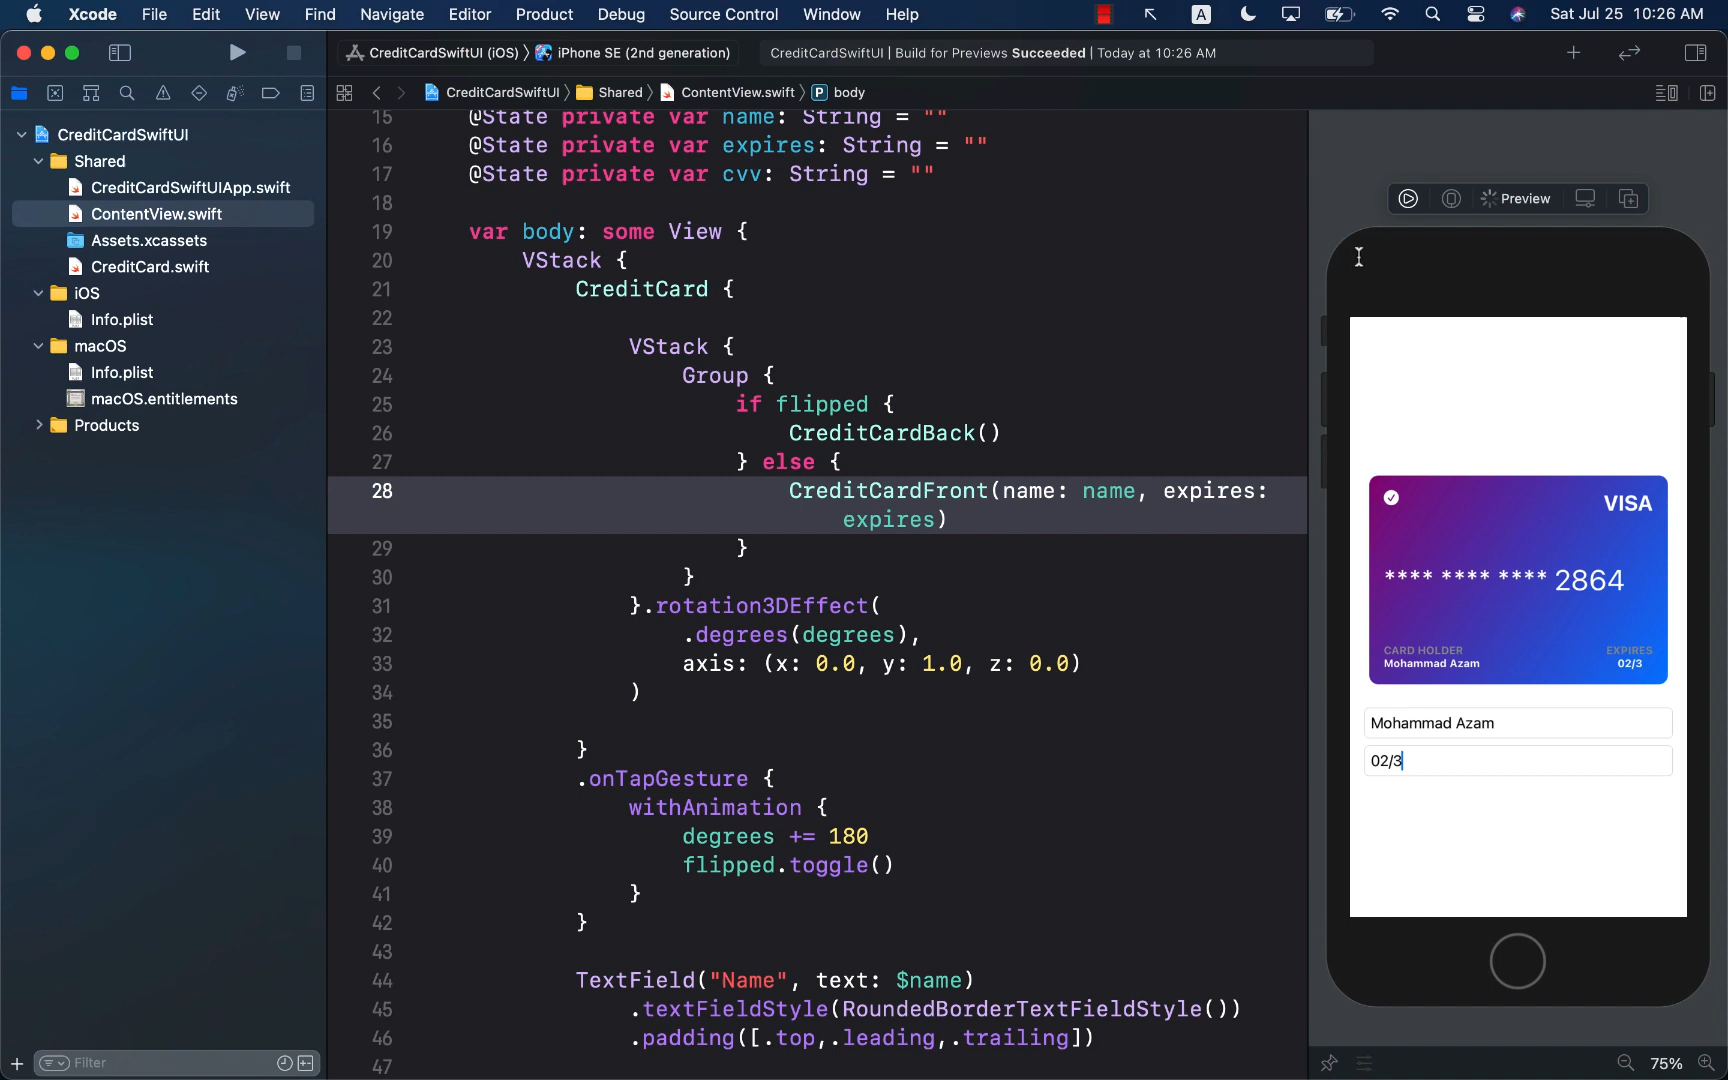 Xcode File Edit View Find Navigate Editor Product Debug Source Control Window Help A Sat Jul 25 10:26 AM
CreditCardSwiftUI (iOS) iPhone SE (2nd generation) CreditCardSwiftUI | Build for Previews Succeeded | Today at 10:26 AM
CreditCardSwiftUI Shared ContentView.swift P body
CreditCardSwiftUI
Shared
CreditCardSwiftUIApp.swift
ContentView.swift
Assets.xcassets
CreditCard.swift
iOS
Info.plist
macOS
Info.plist
macOS.entitlements
Products
Filter
15 @State private var name: String = ""
16 @State private var expires: String = ""
17 @State private var cvv: String = ""
18
19 var body: some View {
20 VStack {
21 CreditCard {
22
23 VStack {
24 Group {
25 if flipped {
26 CreditCardBack()
27 } else {
28 CreditCardFront(name: name, expires:
expires)
29 }
30 }
31 }.rotation3DEffect(
32 .degrees(degrees),
33 axis: (x: 0.0, y: 1.0, z: 0.0)
34 )
35
36 }
37 .onTapGesture {
38 withAnimation {
39 degrees += 180
40 flipped.toggle()
41 }
42 }
43
44 TextField("Name", text: $name)
45 .textFieldStyle(RoundedBorderTextFieldStyle())
46 .padding([.top,.leading,.trailing])
47
Preview
VISA
**** **** **** 2864
CARD HOLDER EXPIRES
Mohammad Azam 02/3
Mohammad Azam
02/3
75%